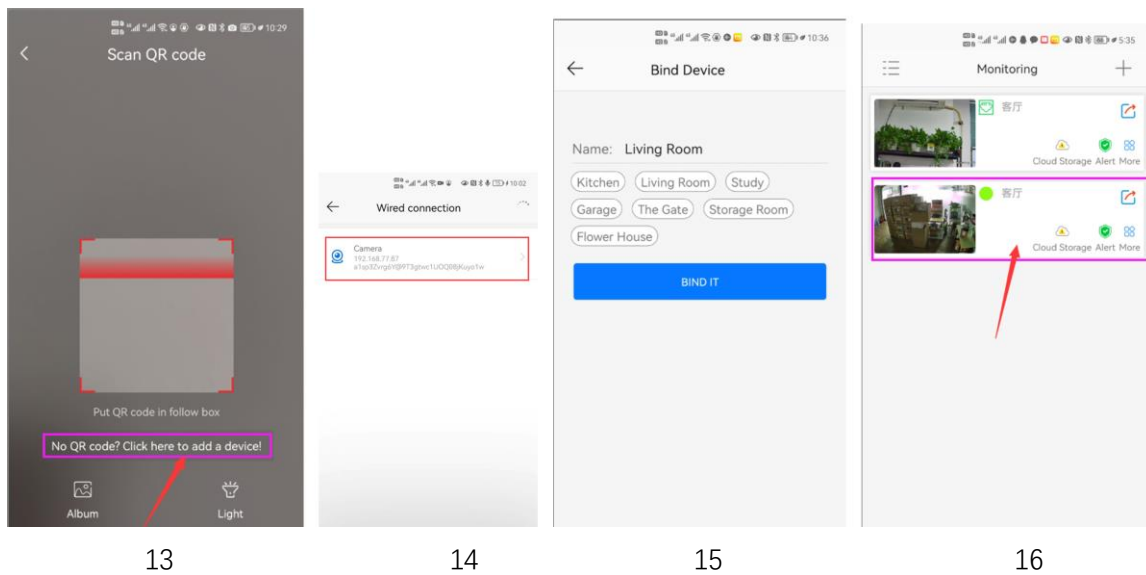 10:29
Scan QR code
Put QR code in follow box
No QR code? Click here to add a device!
Album
Light
13
10:02
Wired connection
Camera
192.168.77.87
14
10:36
Bind Device
Name: Living Room
Kitchen
Living Room
Study
Garage
The Gate
Storage Room
Flower House
BIND IT
15
5:35
Monitoring
客厅
Cloud Storage Alert More
客厅
Cloud Storage Alert More
16